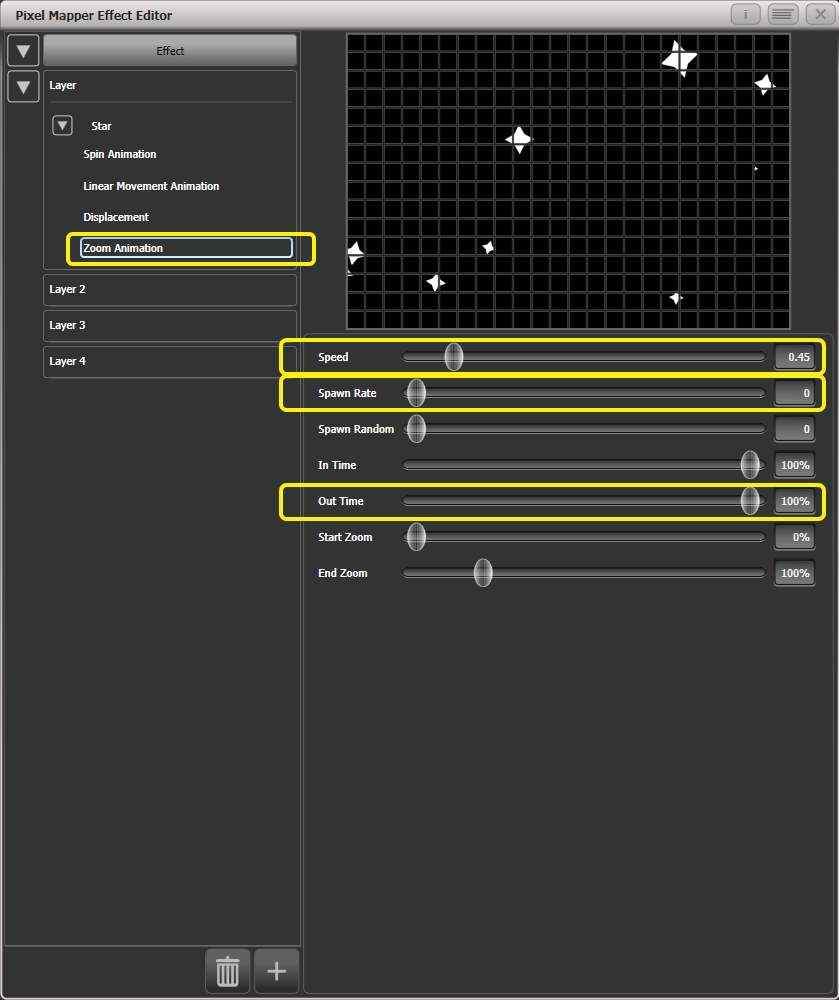 Pixel Mapper Effect Editor
i
Effect
Layer
Star
Spin Animation
Linear Movement Animation
Displacement
Zoom Animation
Layer 2
Layer 3
Layer 4
Speed 0.45
Spawn Rate 0
Spawn Random 0
In Time 100%
Out Time 100%
Start Zoom 0%
End Zoom 100%